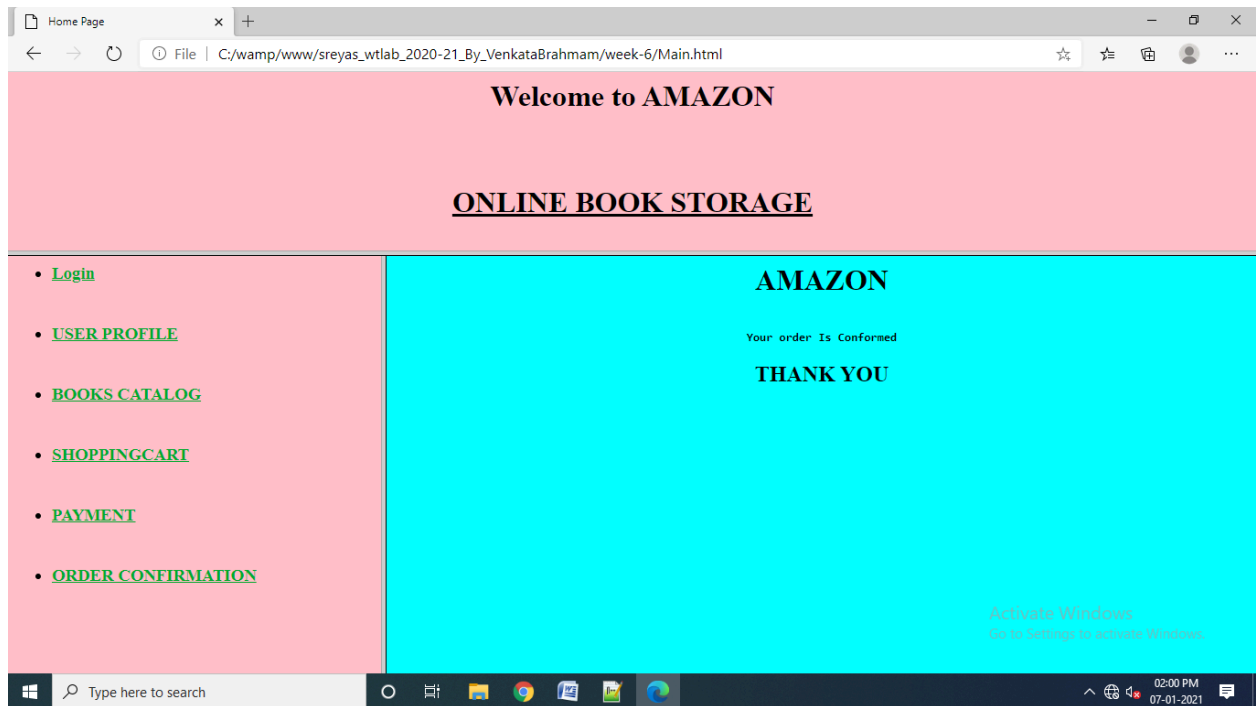 Home Page
File | C:/wamp/www/sreyas_wtlab_2020-21_By_VenkataBrahmam/week-6/Main.html
Welcome to AMAZON
ONLINE BOOK STORAGE
Login
USER PROFILE
BOOKS CATALOG
SHOPPINGCART
PAYMENT
ORDER CONFIRMATION
AMAZON
Your order Is Conformed
THANK YOU
Activate Windows
Go to Settings to activate Windows.
Type here to search
02:00 PM
07-01-2021